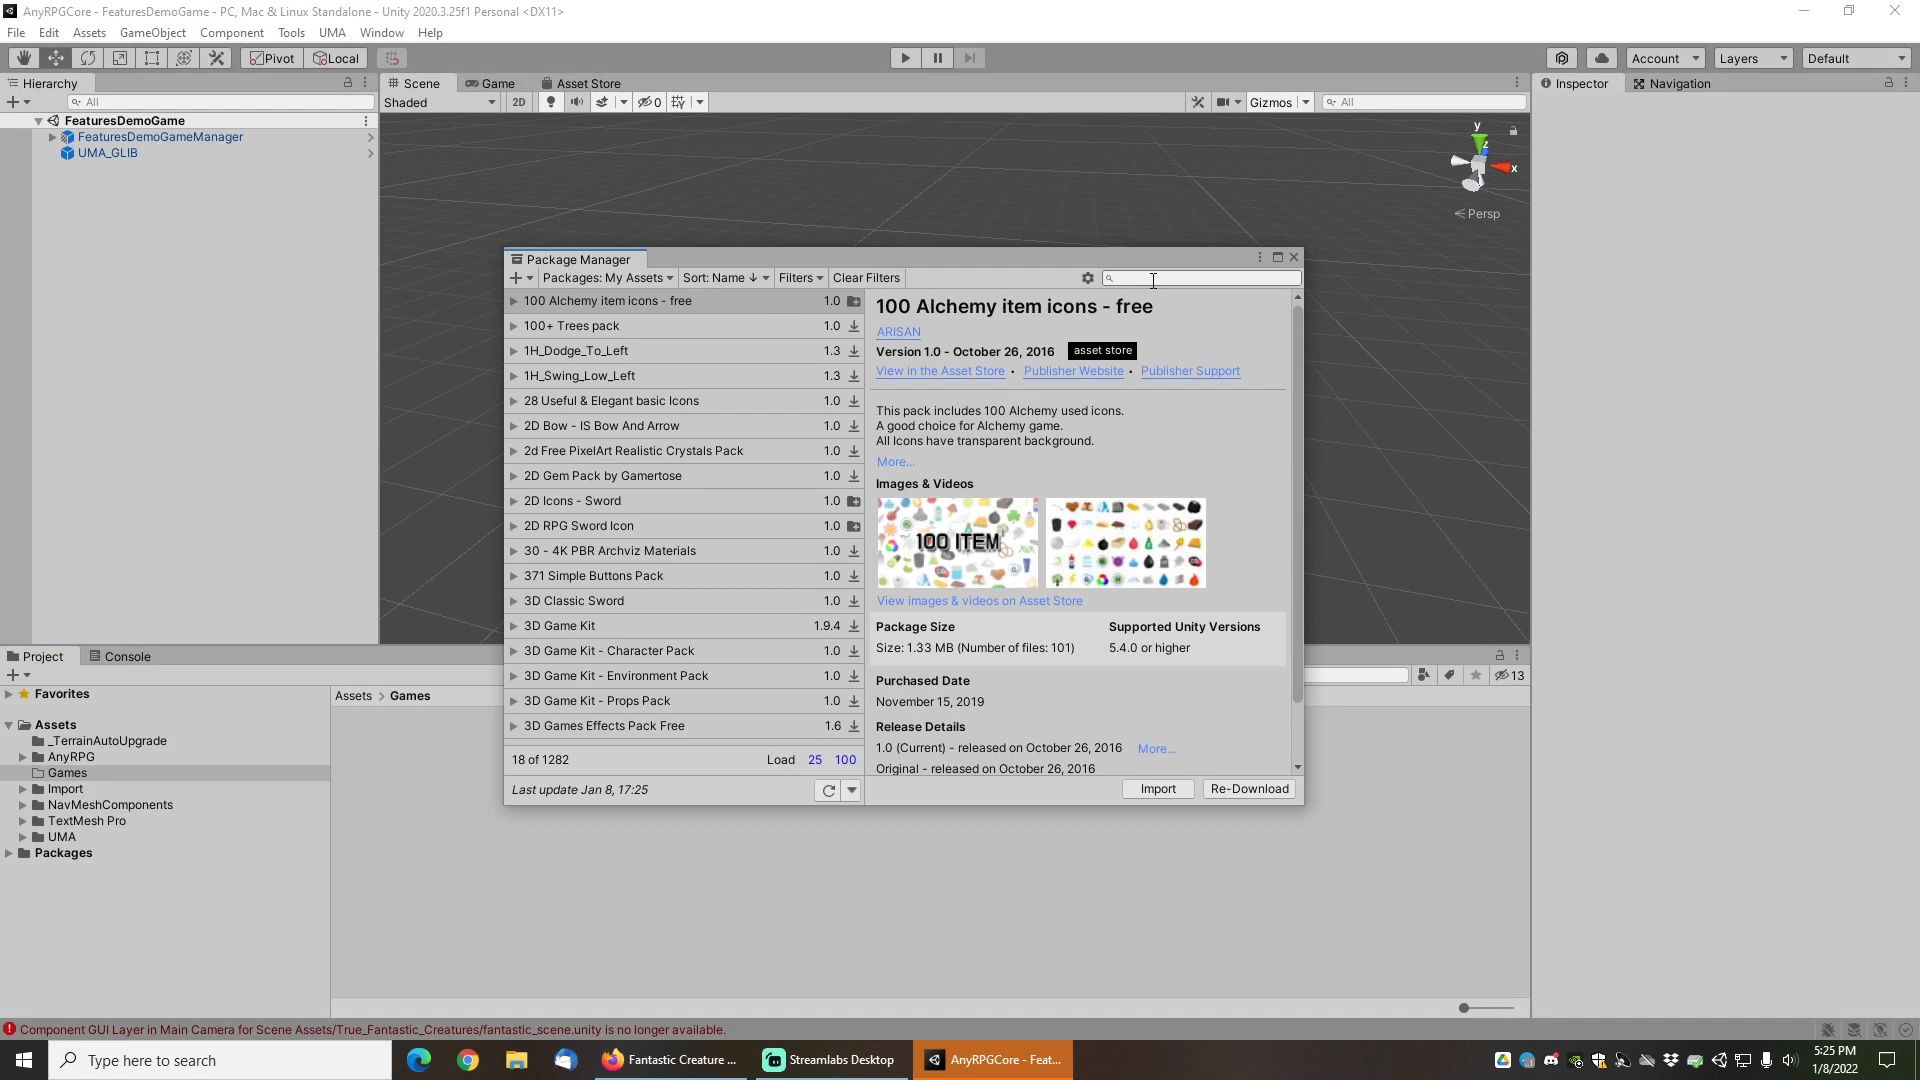 AnyRPGCore - FeaturesDemoGame - PC, Mac & Linux Standalone - Unity 2020.3.25f1 Personal <DX11>
File Edit Assets GameObject Component Tools UMA Window Help
Pivot Local Account Layers Default
Hierarchy Scene Game Asset Store Inspector Navigation
All Shaded 2D 0 Gizmos All
FeaturesDemoGame
FeaturesDemoGameManager
UMA_GLIB
y
z
x
Persp
Package Manager
Packages: My Assets Sort: Name Filters Clear Filters
100 Alchemy item icons - free 1.0
100+ Trees pack 1.0
1H_Dodge_To_Left 1.3
1H_Swing_Low_Left 1.3
28 Useful & Elegant basic Icons 1.0
2D Bow - IS Bow And Arrow 1.0
2d Free PixelArt Realistic Crystals Pack 1.0
2D Gem Pack by Gamertose 1.0
2D Icons - Sword 1.0
2D RPG Sword Icon 1.0
30 - 4K PBR Archviz Materials 1.0
371 Simple Buttons Pack 1.0
3D Classic Sword 1.0
3D Game Kit 1.9.4
3D Game Kit - Character Pack 1.0
3D Game Kit - Environment Pack 1.0
3D Game Kit - Props Pack 1.0
3D Games Effects Pack Free 1.6
18 of 1282 Load 25 100
Last update Jan 8, 17:25
100 Alchemy item icons - free
ARISAN
Version 1.0 - October 26, 2016 asset store
View in the Asset Store • Publisher Website • Publisher Support
This pack includes 100 Alchemy used icons.
A good choice for Alchemy game.
All Icons have transparent background.
More...
Images & Videos
100 ITEM
View images & videos on Asset Store
Package Size Supported Unity Versions
Size: 1.33 MB (Number of files: 101) 5.4.0 or higher
Purchased Date
November 15, 2019
Release Details
1.0 (Current) - released on October 26, 2016 More...
Original - released on October 26, 2016
Import Re-Download
Project Console
13
Favorites
Assets > Games
Assets
_TerrainAutoUpgrade
AnyRPG
Games
Import
NavMeshComponents
TextMesh Pro
UMA
Packages
Component GUI Layer in Main Camera for Scene Assets/True_Fantastic_Creatures/fantastic_scene.unity is no longer available.
Type here to search
Fantastic Creature ...
Streamlabs Desktop
AnyRPGCore - Feat...
5:25 PM
1/8/2022